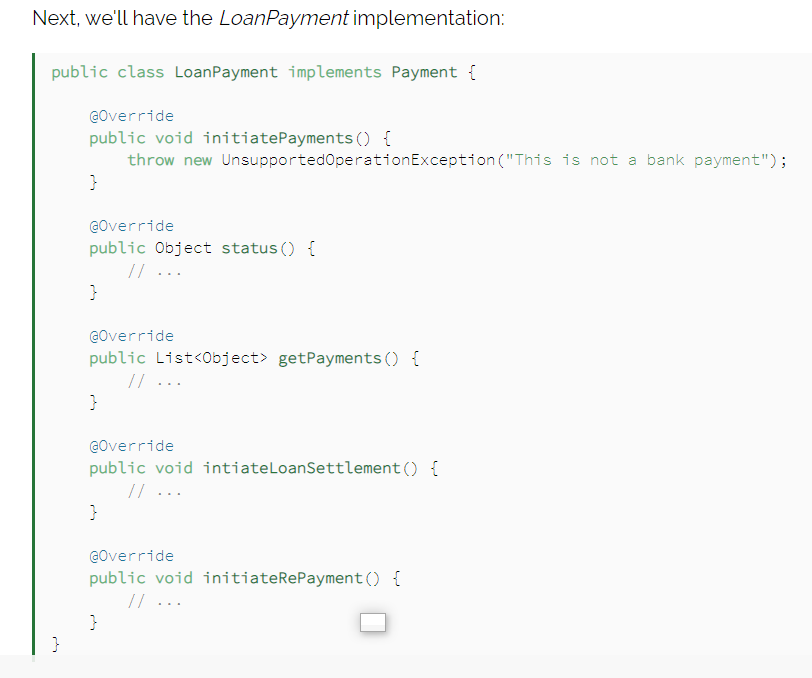 Next, we'll have the LoanPayment implementation:
public class LoanPayment implements Payment {
@Override
public void initiatePayments() {
throw new UnsupportedOperationException("This is not a bank payment");
}
@Override
public Object status() {
// ...
}
@Override
public List<Object> getPayments() {
// ...
}
@Override
public void intiateLoanSettlement() {
// ...
}
@Override
public void initiateRePayment() {
// ...
}
}